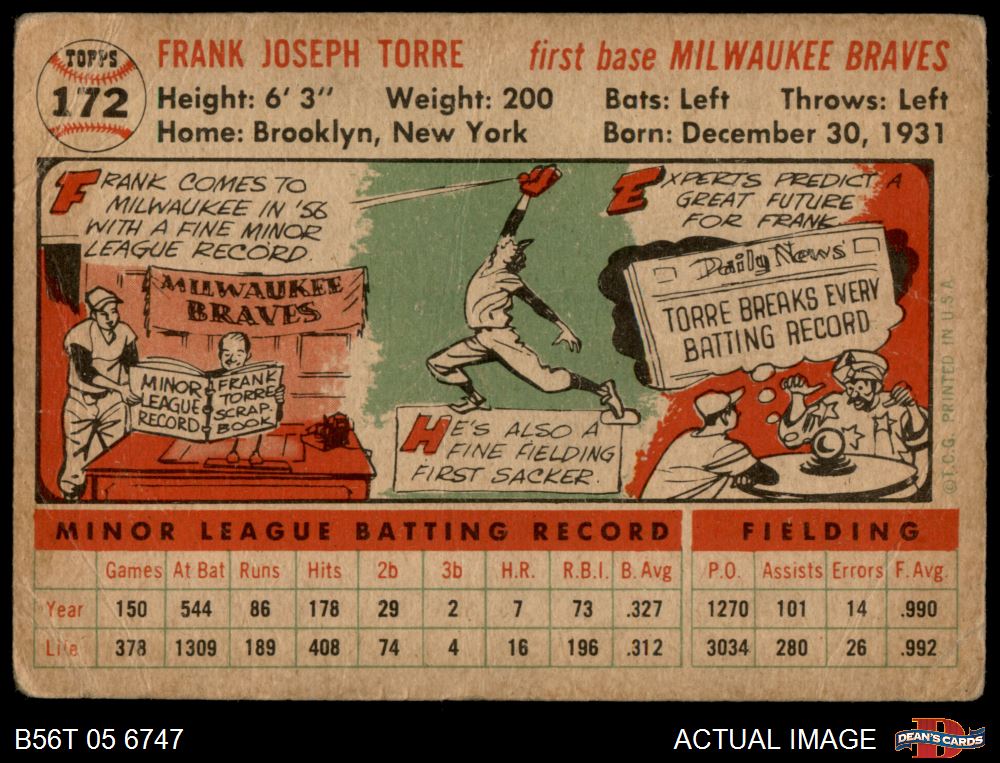 TOPPS
172
FRANK JOSEPH TORRE first base MILWAUKEE BRAVES
Height: 6' 3" Weight: 200 Bats: Left Throws: Left
Home: Brooklyn, New York Born: December 30, 1931
FRANK COMES TO
MILWAUKEE IN '56
WITH A FINE MINOR
LEAGUE RECORD.
MILWAUKEE
BRAVES
MINOR
LEAGUE
RECORD
FRANK
TORRE
SCRAP
BOOK
HE'S ALSO A
FINE FIELDING
FIRST SACKER.
EXPERTS PREDICT A
GREAT FUTURE
FOR FRANK.
Daily News
TORRE BREAKS EVERY
BATTING RECORD
© T.C.G. PRINTED IN U.S.A.
MINOR LEAGUE BATTING RECORD FIELDING
Games At Bat Runs Hits 2b 3b H.R. R.B.I. B. Avg P.O. Assists Errors F. Avg.
Year 150 544 86 178 29 2 7 73 .327 1270 101 14 .990
Life 378 1309 189 408 74 4 16 196 .312 3034 280 26 .992
B56T 05 6747 ACTUAL IMAGE
DEAN'S CARDS